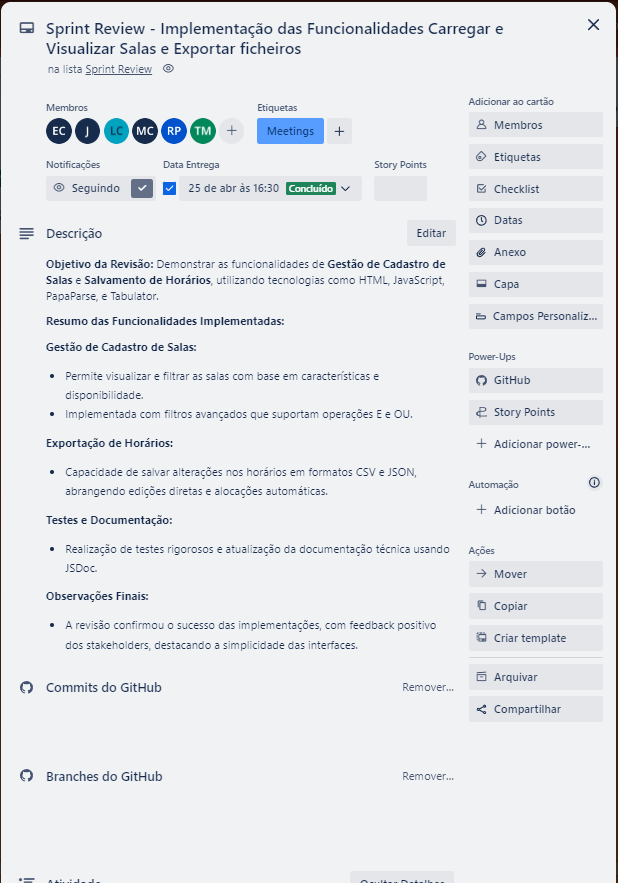 Sprint Review - Implementação das Funcionalidades Carregar e
Visualizar Salas e Exportar ficheiros
na lista Sprint Review
Membros
EC J LC MC RP TM
Etiquetas
Meetings
Notificações
Seguindo
Data Entrega
25 de abr às 16:30 Concluído
Story Points
Descrição
Editar
Objetivo da Revisão: Demonstrar as funcionalidades de Gestão de Cadastro de
Salas e Salvamento de Horários, utilizando tecnologias como HTML, JavaScript,
PapaParse, e Tabulator.
Resumo das Funcionalidades Implementadas:
Gestão de Cadastro de Salas:
• Permite visualizar e filtrar as salas com base em características e
disponibilidade.
• Implementada com filtros avançados que suportam operações E e OU.
Exportação de Horários:
• Capacidade de salvar alterações nos horários em formatos CSV e JSON,
abrangendo edições diretas e alocações automáticas.
Testes e Documentação:
• Realização de testes rigorosos e atualização da documentação técnica usando
JSDoc.
Observações Finais:
• A revisão confirmou o sucesso das implementações, com feedback positivo
dos stakeholders, destacando a simplicidade das interfaces.
Commits do GitHub
Remover...
Branches do GitHub
Remover...
Atividade
Ocultar Detalhes
Adicionar ao cartão
Membros
Etiquetas
Checklist
Datas
Anexo
Capa
Campos Personaliz...
Power-Ups
GitHub
Story Points
Adicionar power-...
Automação
Adicionar botão
Ações
Mover
Copiar
Criar template
Arquivar
Compartilhar